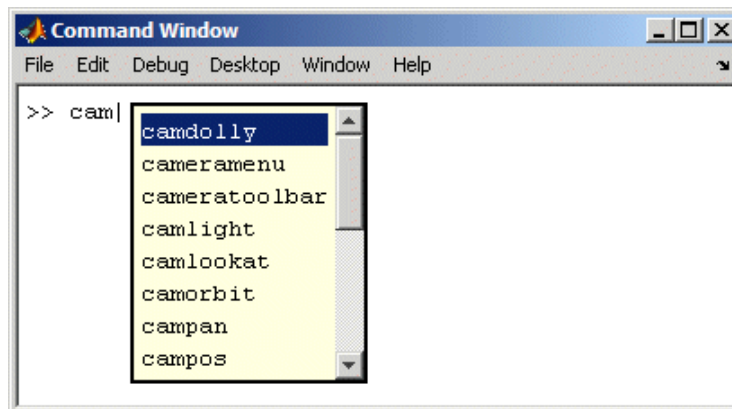 Command Window
File Edit Debug Desktop Window Help
>> cam
camdolly
cameramenu
cameratoolbar
camlight
camlookat
camorbit
campan
campos